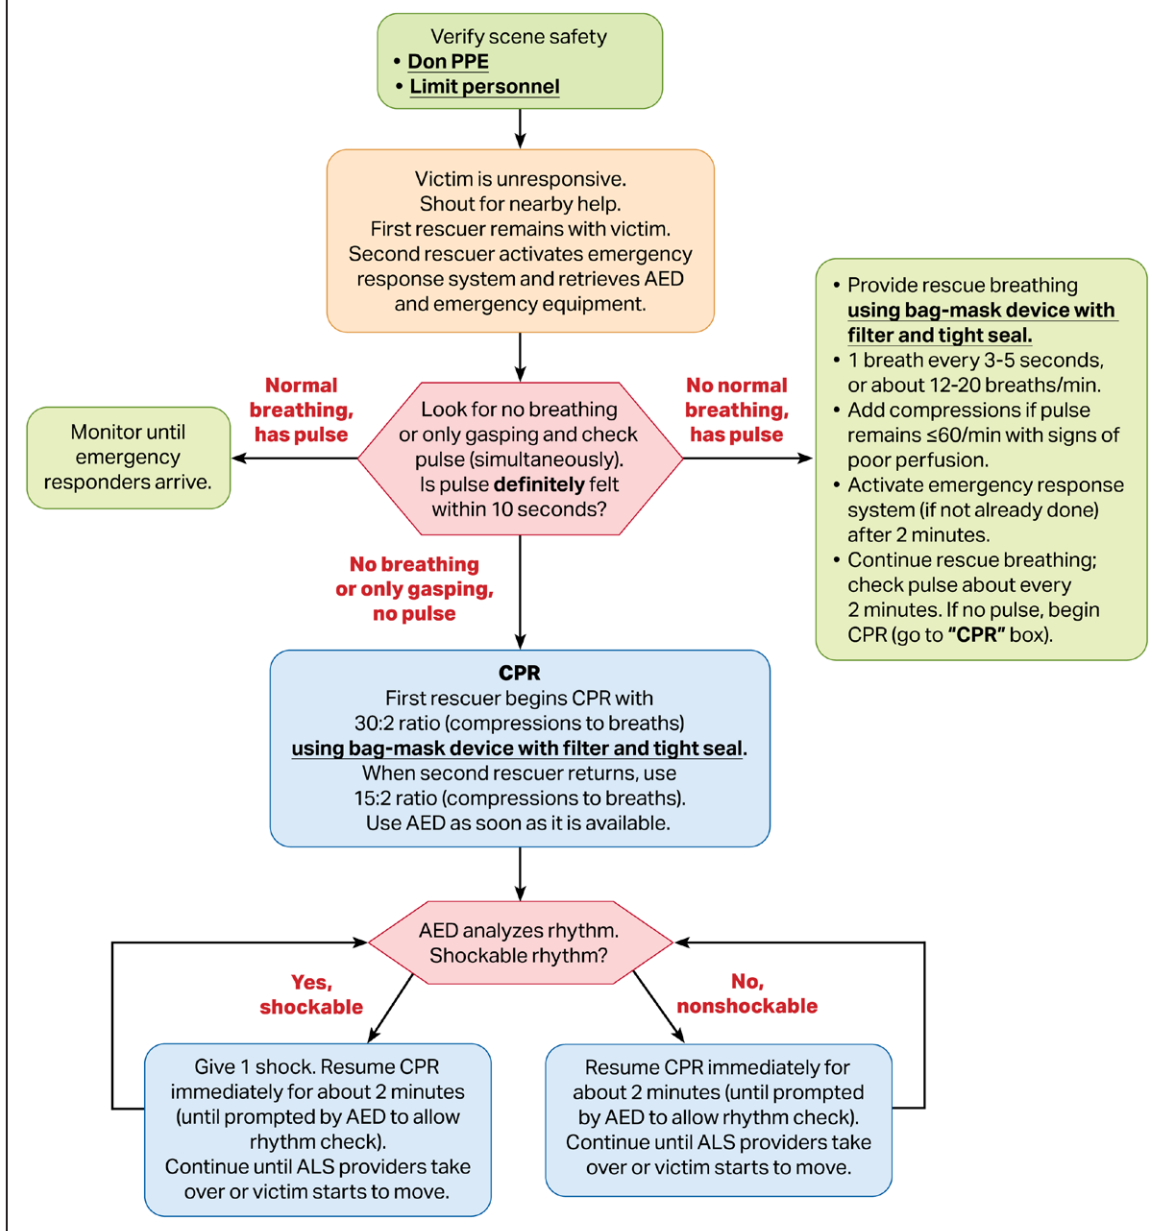 Verify scene safety
• Don PPE
• Limit personnel
Victim is unresponsive.
Shout for nearby help.
First rescuer remains with victim.
Second rescuer activates emergency
response system and retrieves AED
and emergency equipment.
Normal
breathing,
has pulse
Look for no breathing
or only gasping and check
pulse (simultaneously).
Is pulse definitely felt
within 10 seconds?
No normal
breathing,
has pulse
Monitor until
emergency
responders arrive.
• Provide rescue breathing
using bag-mask device with
filter and tight seal.
• 1 breath every 3-5 seconds,
or about 12-20 breaths/min.
• Add compressions if pulse
remains ≤60/min with signs of
poor perfusion.
• Activate emergency response
system (if not already done)
after 2 minutes.
• Continue rescue breathing;
check pulse about every
2 minutes. If no pulse, begin
CPR (go to “CPR” box).
No breathing
or only gasping,
no pulse
CPR
First rescuer begins CPR with
30:2 ratio (compressions to breaths)
using bag-mask device with filter and tight seal.
When second rescuer returns, use
15:2 ratio (compressions to breaths).
Use AED as soon as it is available.
AED analyzes rhythm.
Shockable rhythm?
Yes,
shockable
No,
nonshockable
Give 1 shock. Resume CPR
immediately for about 2 minutes
(until prompted by AED to allow
rhythm check).
Continue until ALS providers take
over or victim starts to move.
Resume CPR immediately for
about 2 minutes (until prompted
by AED to allow rhythm check).
Continue until ALS providers take
over or victim starts to move.